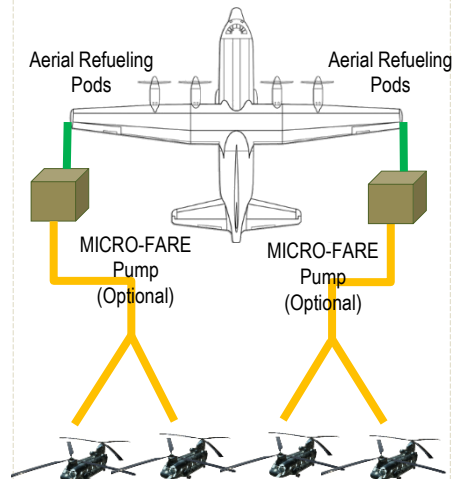 Aerial Refueling
Pods
Aerial Refueling
Pods
MICRO-FARE
Pump
(Optional)
MICRO-FARE
Pump
(Optional)